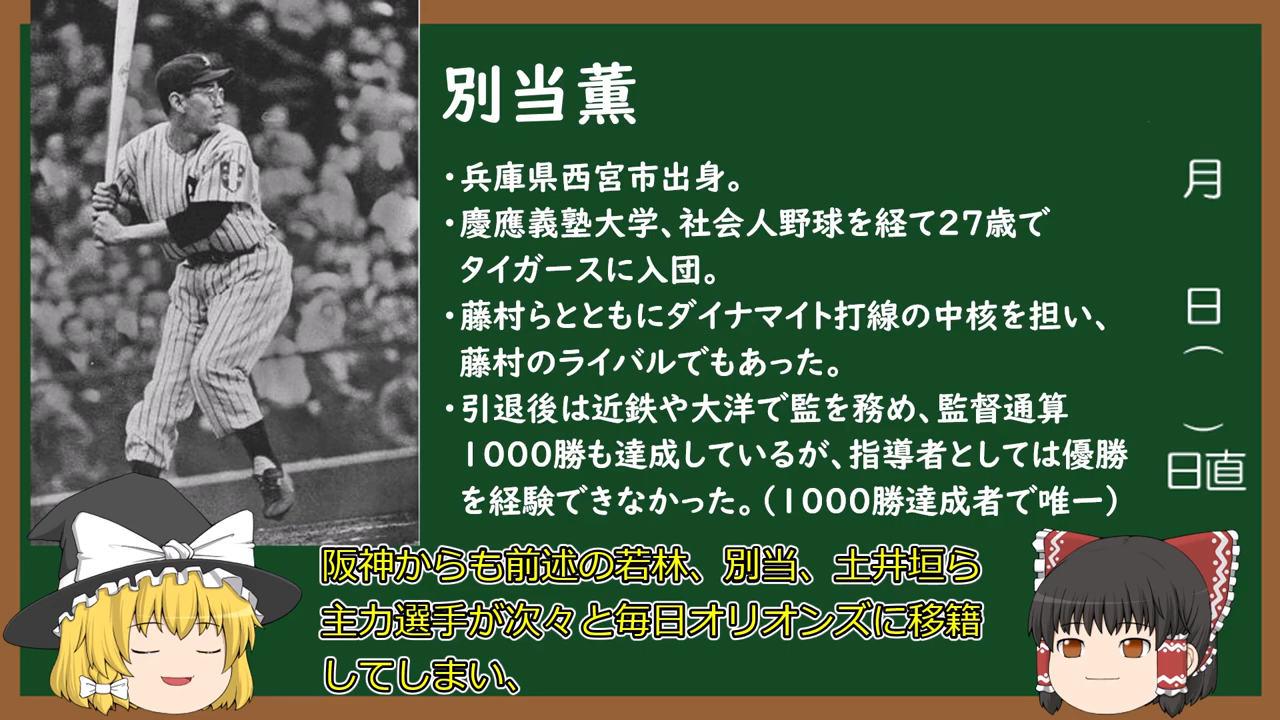 別当薫
・兵庫県西宮市出身。
・慶應義塾大学、社会人野球を経て27歳で
タイガースに入団。
・藤村らとともにダイナマイト打線の中核を担い、
藤村のライバルでもあった。
・引退後は近鉄や大洋で監を務め、監督通算
1000勝も達成しているが、指導者としては優勝
を経験できなかった。（1000勝達成者で唯一）
月
日
（
）
日直
阪神からも前述の若林、別当、土井垣ら
主力選手が次々と毎日オリオンズに移籍
してしまい、